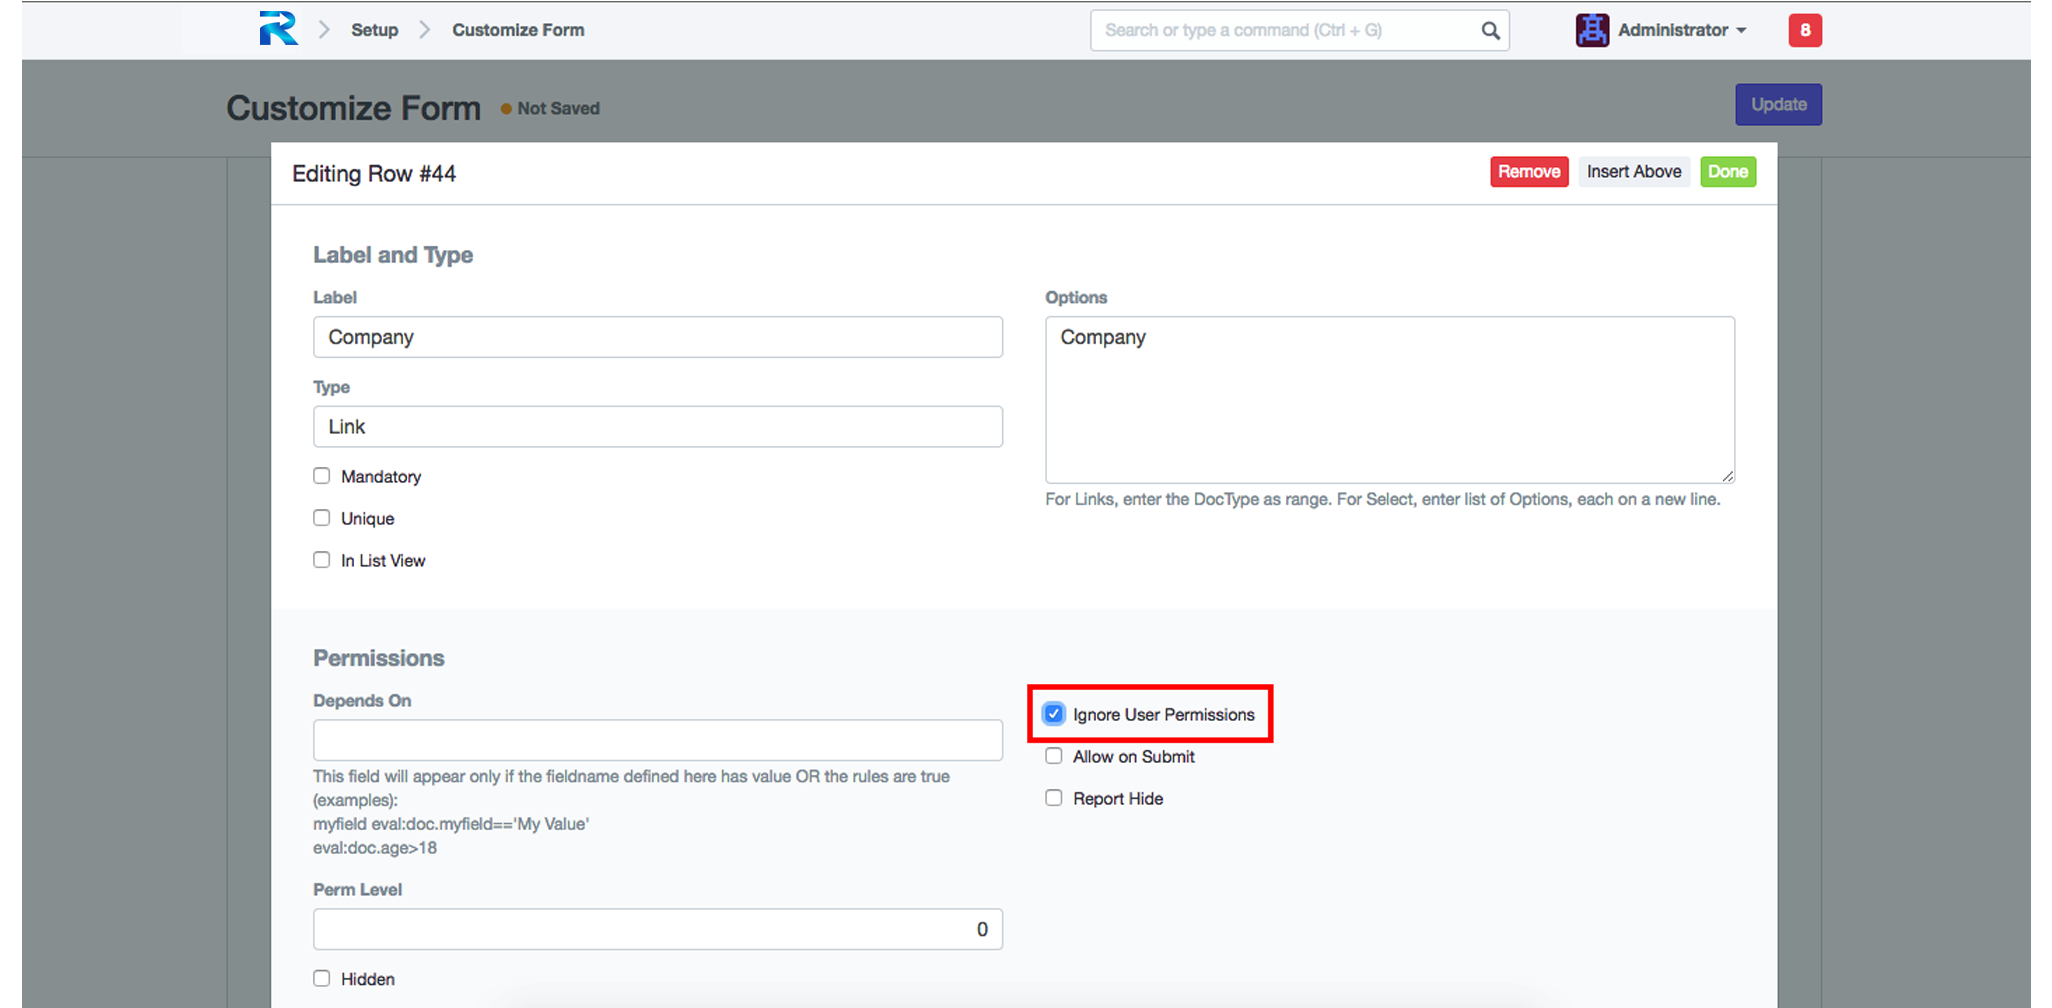 Setup
Customize Form
Search or type a command (Ctrl + G)
Administrator
8
Customize Form
Not Saved
Update
Editing Row #44
Remove
Insert Above
Done
Label and Type
Label
Company
Type
Link
Mandatory
Unique
In List View
Options
Company
For Links, enter the DocType as range. For Select, enter list of Options, each on a new line.
Permissions
Depends On
This field will appear only if the fieldname defined here has value OR the rules are true
(examples):
myfield eval:doc.myfield=='My Value'
eval:doc.age>18
Perm Level
0
Hidden
Ignore User Permissions
Allow on Submit
Report Hide